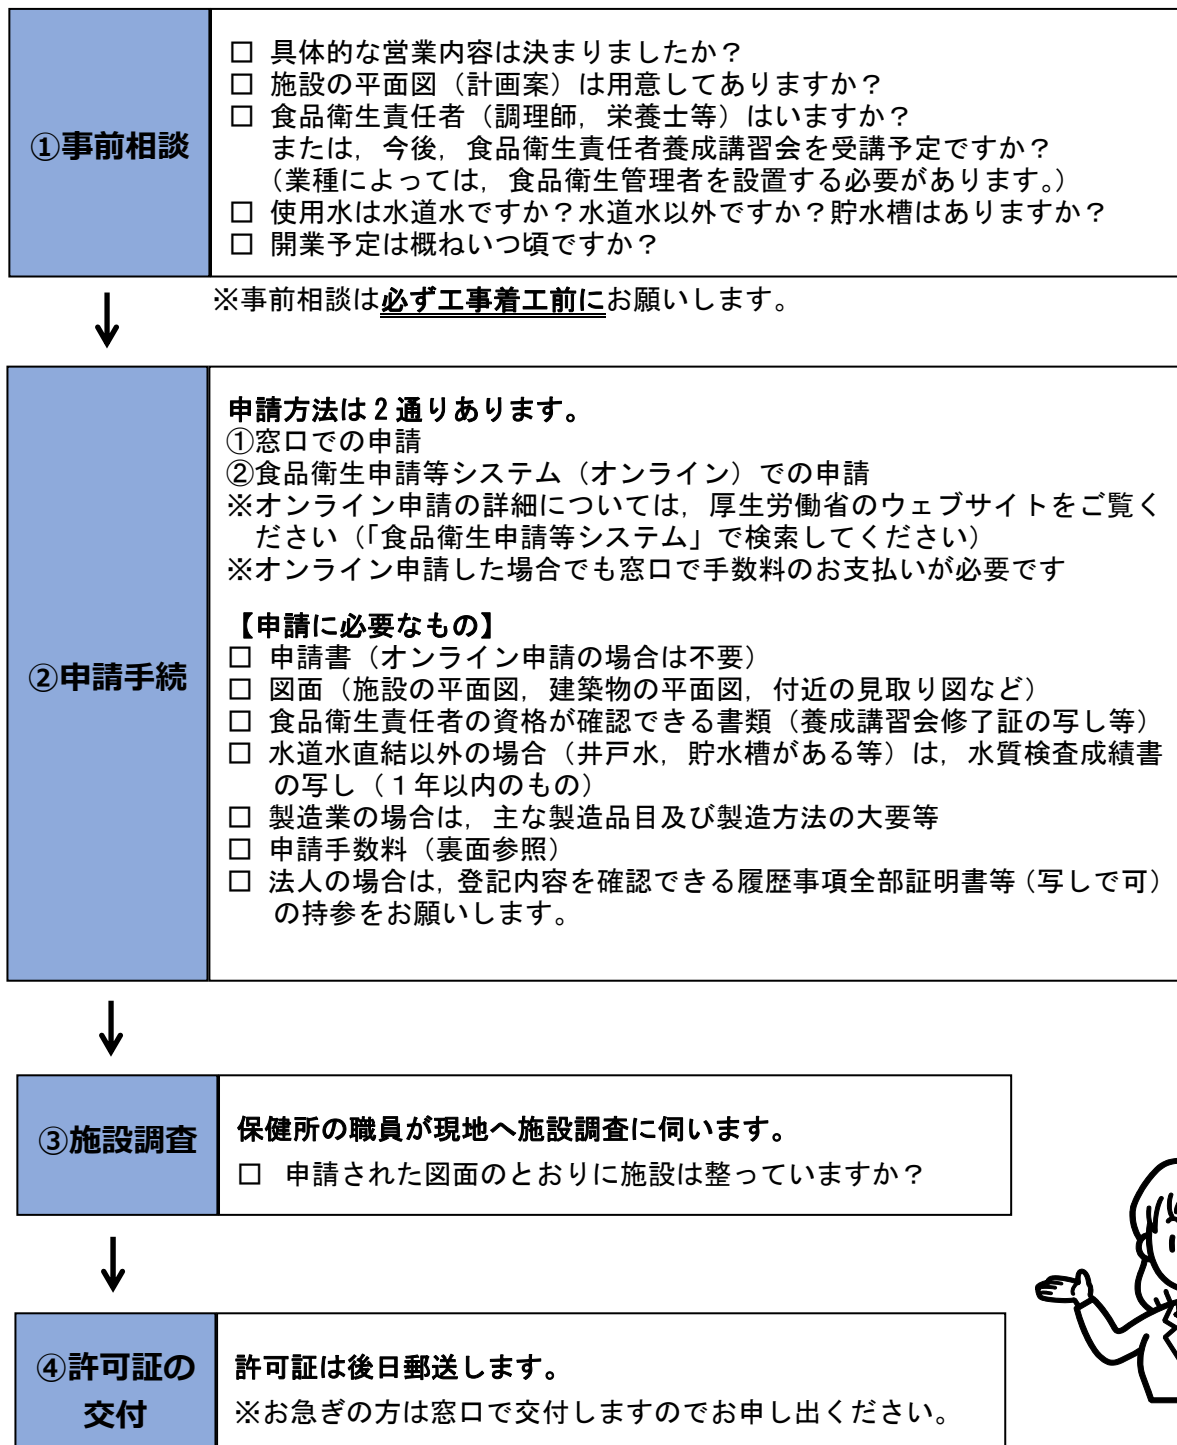 ①事前相談
□ 具体的な営業内容は決まりましたか？
□ 施設の平面図（計画案）は用意してありますか？
□ 食品衛生責任者（調理師，栄養士等）はいますか？
または，今後，食品衛生責任者養成講習会を受講予定ですか？
（業種によっては，食品衛生管理者を設置する必要があります。）
□ 使用水は水道水ですか？水道水以外ですか？貯水槽はありますか？
□ 開業予定は概ねいつ頃ですか？
※事前相談は必ず工事着工前にお願いします。
↓
②申請手続
申請方法は２通りあります。
①窓口での申請
②食品衛生申請等システム（オンライン）での申請
※オンライン申請の詳細については，厚生労働省のウェブサイトをご覧く
ださい（「食品衛生申請等システム」で検索してください）
※オンライン申請した場合でも窓口で手数料のお支払いが必要です
【申請に必要なもの】
□ 申請書（オンライン申請の場合は不要）
□ 図面（施設の平面図，建築物の平面図，付近の見取り図など）
□ 食品衛生責任者の資格が確認できる書類（養成講習会修了証の写し等）
□ 水道水直結以外の場合（井戸水，貯水槽がある等）は，水質検査成績書
の写し（１年以内のもの）
□ 製造業の場合は，主な製造品目及び製造方法の大要等
□ 申請手数料（裏面参照）
□ 法人の場合は，登記内容を確認できる履歴事項全部証明書等（写しで可）
の持参をお願いします。
↓
③施設調査
保健所の職員が現地へ施設調査に伺います。
□ 申請された図面のとおりに施設は整っていますか？
↓
④許可証の
交付
許可証は後日郵送します。
※お急ぎの方は窓口で交付しますのでお申し出ください。